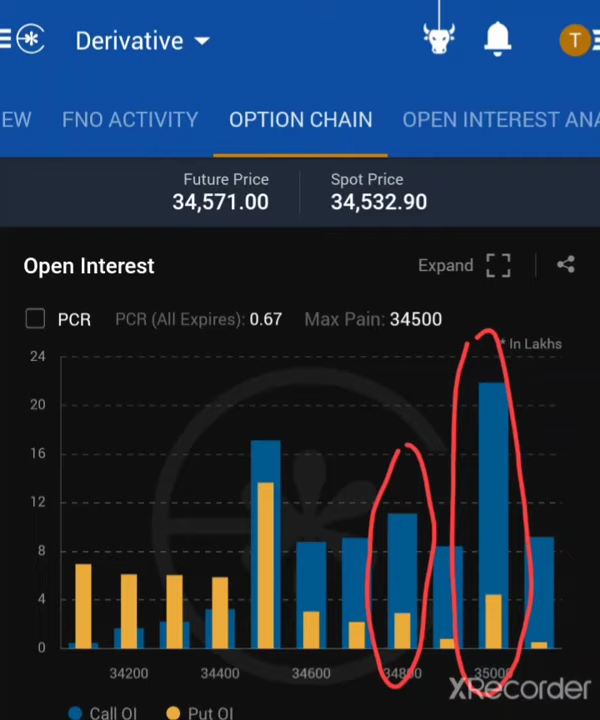 Derivative
T
EW FNO ACTIVITY OPTION CHAIN OPEN INTEREST ANA
Future Price Spot Price
34,571.00 34,532.90
Open Interest Expand
PCR PCR (All Expires): 0.67 Max Pain: 34500
* In Lakhs
24
20
16
12
8
4
0
34200 34400 34600 34800 35000
XRecorder
Call OI Put OI